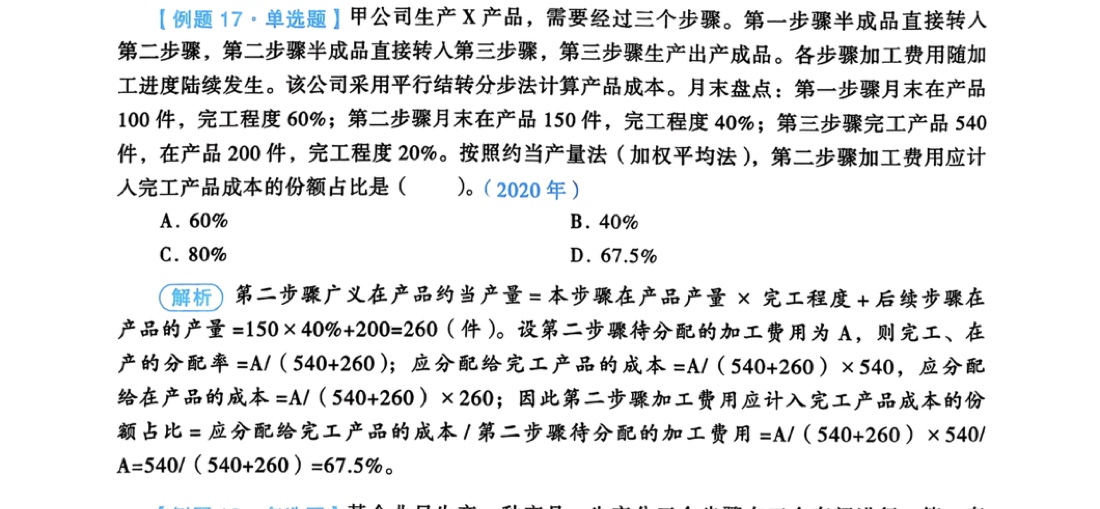 【例题 17·单选题】甲公司生产 X 产品，需要经过三个步骤。第一步骤半成品直接转入
第二步骤，第二步骤半成品直接转入第三步骤，第三步骤生产出产成品。各步骤加工费用随加
工进度陆续发生。该公司采用平行结转分步法计算产品成本。月末盘点：第一步骤月末在产品
100 件，完工程度 60%；第二步骤月末在产品 150 件，完工程度 40%；第三步骤完工产品 540
件，在产品 200 件，完工程度 20%。按照约当产量法（加权平均法），第二步骤加工费用应计
入完工产品成本的份额占比是（　　）。（2020 年）
A. 60%　　B. 40%
C. 80%　　D. 67.5%
解析 第二步骤广义在产品约当产量 = 本步骤在产品产量 × 完工程度 + 后续步骤在
产品的产量 =150×40%+200=260（件）。设第二步骤待分配的加工费用为 A，则完工、在
产的分配率 =A/（540+260）；应分配给完工产品的成本 =A/（540+260）×540，应分配
给在产品的成本 =A/（540+260）×260；因此第二步骤加工费用应计入完工产品成本的份
额占比 = 应分配给完工产品的成本 / 第二步骤待分配的加工费用 =A/（540+260）×540/
A=540/（540+260）=67.5%。